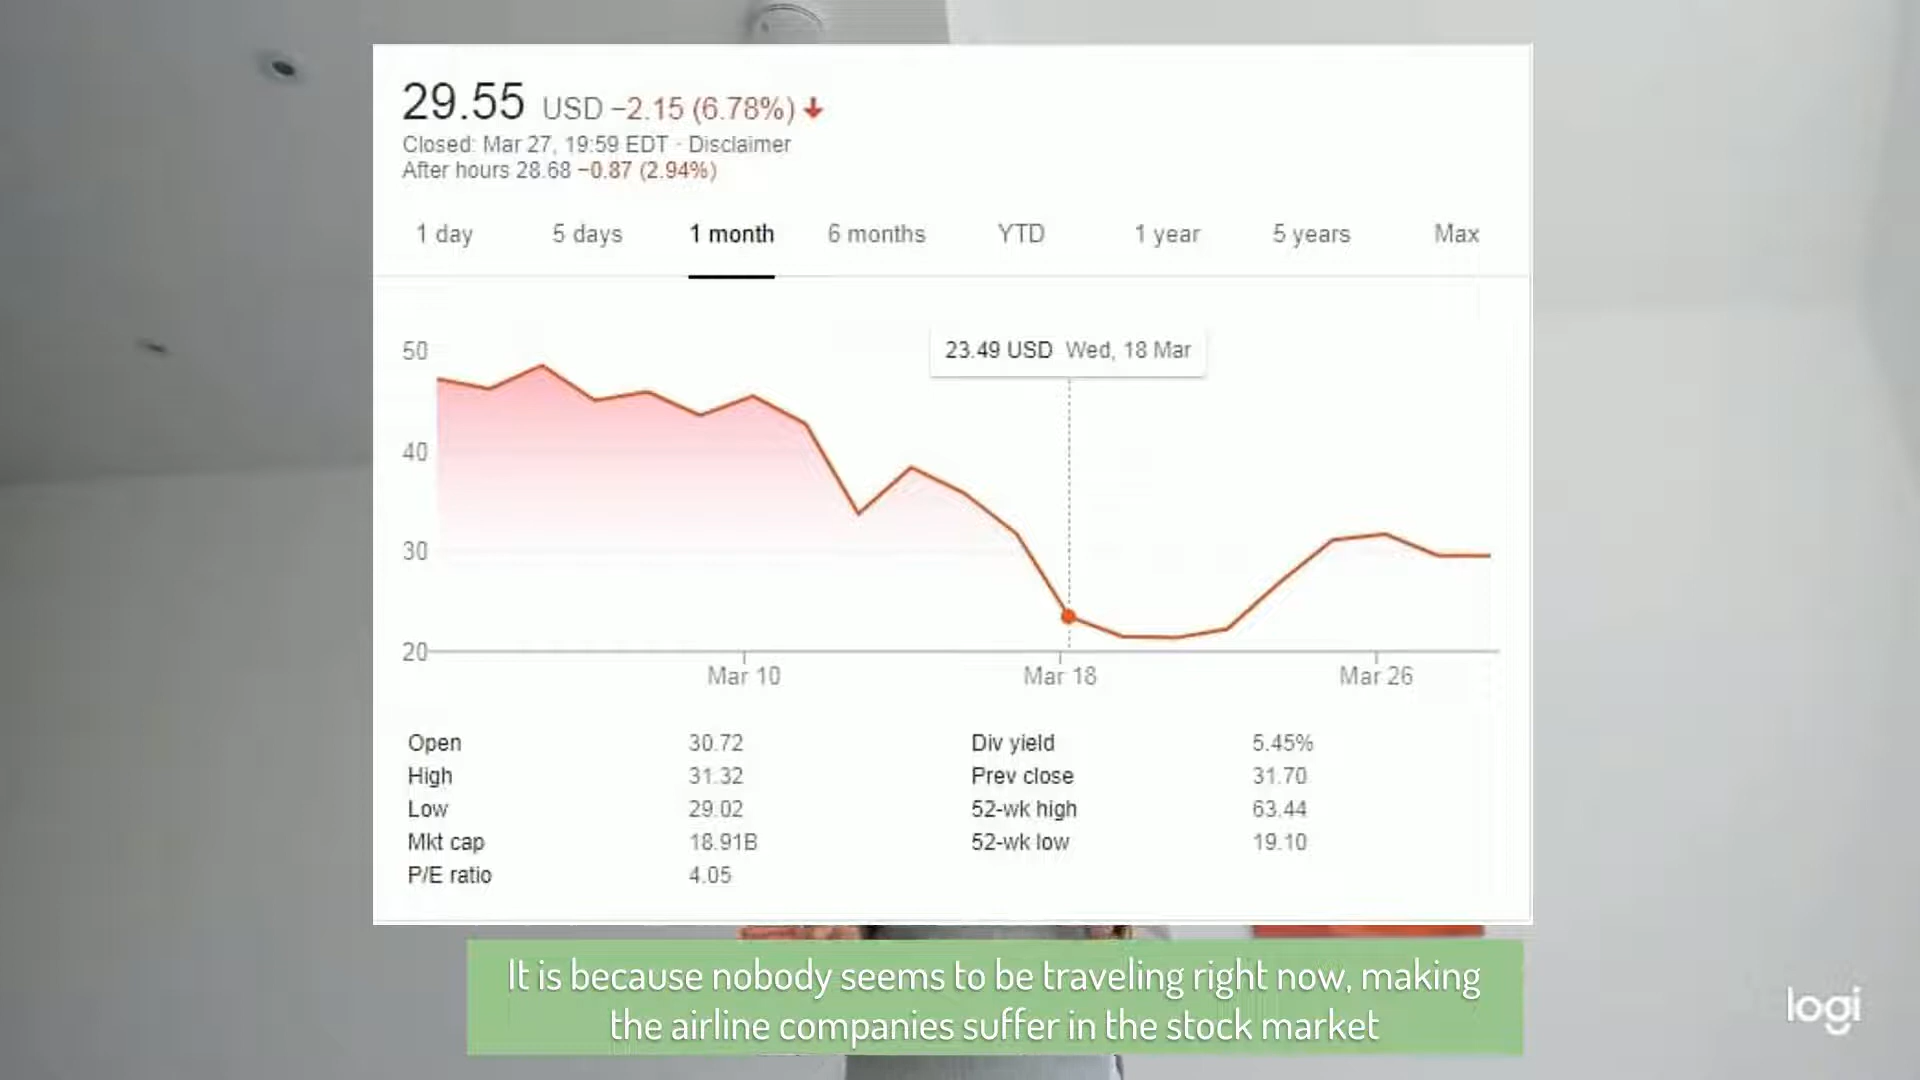 29.55 USD −2.15 (6.78%)
Closed: Mar 27, 19:59 EDT · Disclaimer
After hours 28.68 −0.87 (2.94%)
1 day 5 days 1 month 6 months YTD 1 year 5 years Max
23.49 USD Wed, 18 Mar
50
40
30
20
Mar 10 Mar 18 Mar 26
Open 30.72 Div yield 5.45%
High 31.32 Prev close 31.70
Low 29.02 52-wk high 63.44
Mkt cap 18.91B 52-wk low 19.10
P/E ratio 4.05
It is because nobody seems to be traveling right now, making
the airline companies suffer in the stock market
logi